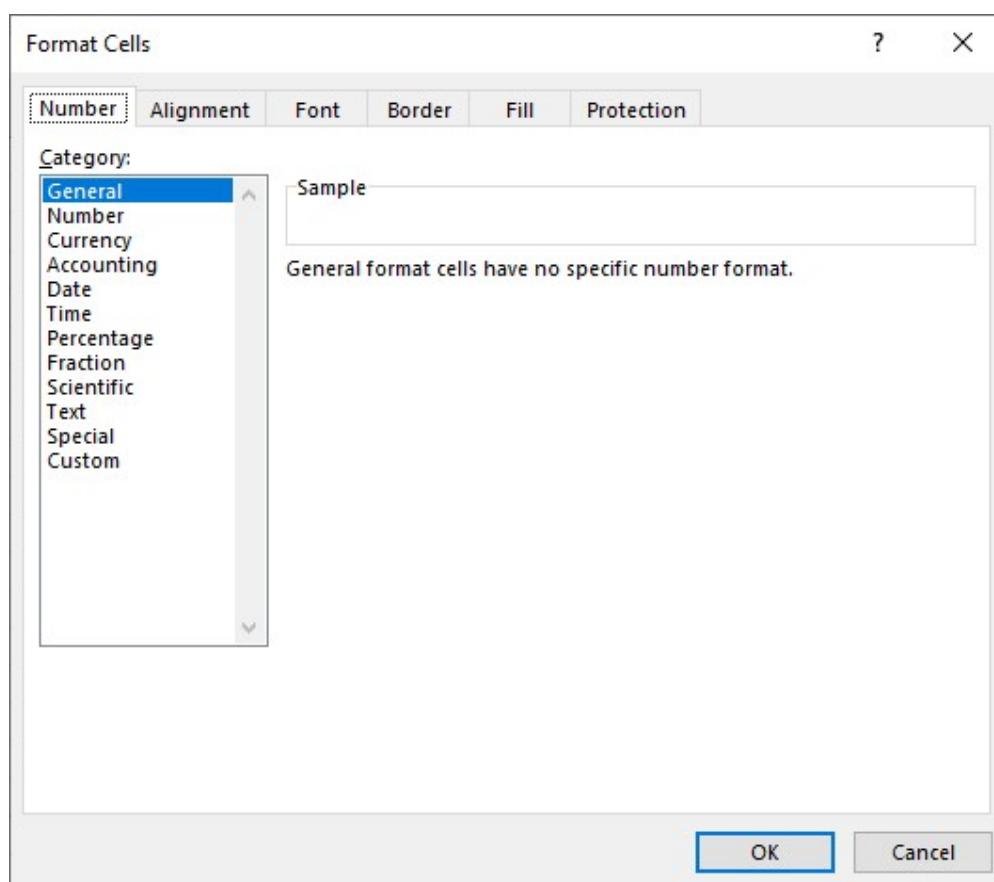 Format Cells ?
Number Alignment Font Border Fill Protection
Category:
General
Number
Currency
Accounting
Date
Time
Percentage
Fraction
Scientific
Text
Special
Custom
Sample
General format cells have no specific number format.
OK Cancel